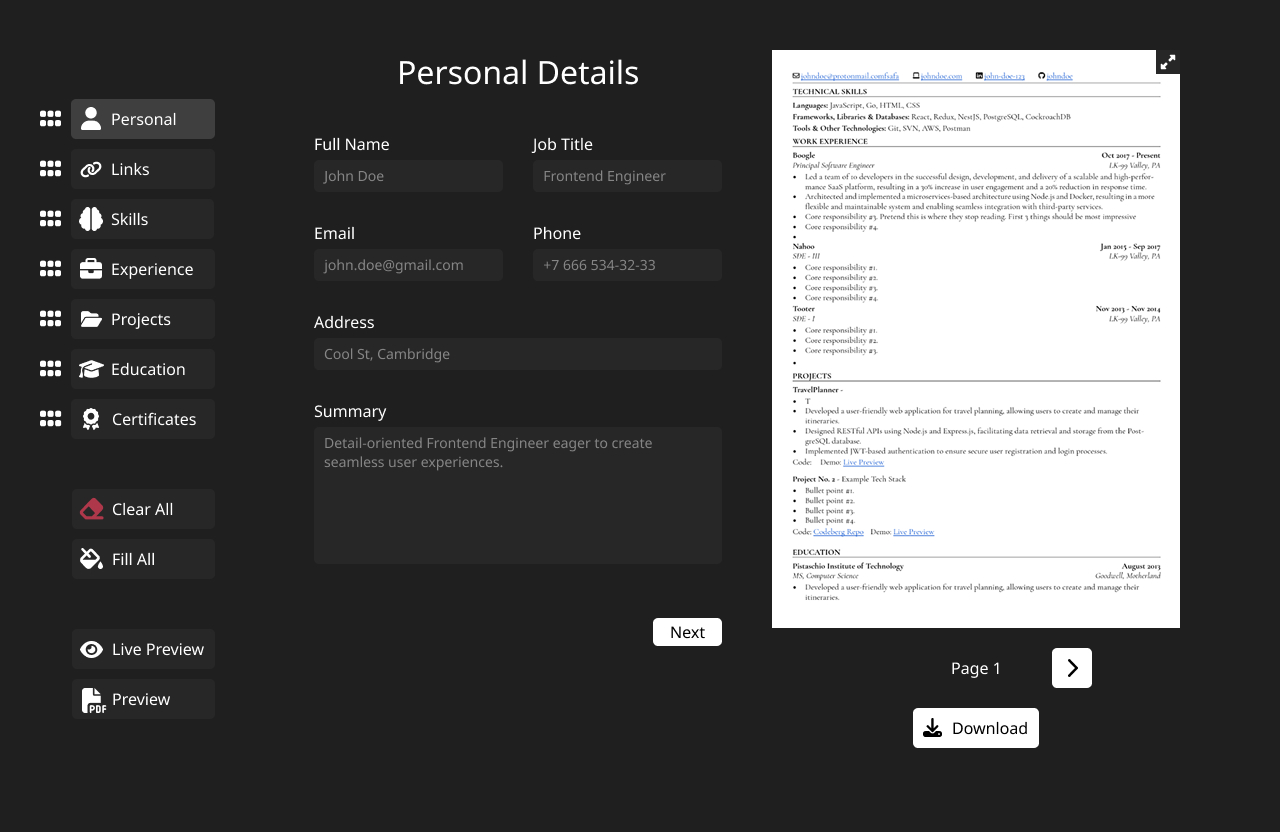 Personal Details
Personal
Links
Skills
Experience
Projects
Education
Certificates
Clear All
Fill All
Live Preview
PDF
Preview
Full Name
Job Title
John Doe
Frontend Engineer
Email
Phone
john.doe@gmail.com
+7 666 534-32-33
Address
Cool St, Cambridge
Summary
Detail-oriented Frontend Engineer eager to create
seamless user experiences.
Next
johndoe@protonmail.comfsafs johndoe.com john-doe-123 johndoe
TECHNICAL SKILLS
Languages: JavaScript, Go, HTML, CSS
Frameworks, Libraries & Databases: React, Redux, NestJS, PostgreSQL, CockroachDB
Tools & Other Technologies: Git, SVN, AWS, Postman
WORK EXPERIENCE
Boogle Oct 2017 - Present
Principal Software Engineer LK-99 Valley, PA
• Led a team of 10 developers in the successful design, development, and delivery of a scalable and high-perfor-
mance SaaS platform, resulting in a 30% increase in user engagement and a 20% reduction in response time.
• Architected and implemented a microservices-based architecture using Node.js and Docker, resulting in a more
flexible and maintainable system and enabling seamless integration with third-party services.
• Core responsibility #3. Pretend this is where they stop reading. First 3 things should be most impressive
• Core responsibility #4.
•
Nahoo Jan 2015 - Sep 2017
SDE - III LK-99 Valley, PA
• Core responsibility #1.
• Core responsibility #2.
• Core responsibility #3.
• Core responsibility #4.
Tooter Nov 2013 - Nov 2014
SDE - I LK-99 Valley, PA
• Core responsibility #1.
• Core responsibility #2.
• Core responsibility #3.
•
PROJECTS
TravelPlanner -
• T
• Developed a user-friendly web application for travel planning, allowing users to create and manage their
itineraries.
• Designed RESTful APIs using Node.js and Express.js, facilitating data retrieval and storage from the Post-
greSQL database.
• Implemented JWT-based authentication to ensure secure user registration and login processes.
Code: Demo: Live Preview
Project No. 2 - Example Tech Stack
• Bullet point #1.
• Bullet point #2.
• Bullet point #3.
• Bullet point #4.
Code: Codeberg Repo Demo: Live Preview
EDUCATION
Pistaschio Institute of Technology August 2013
MS, Computer Science Goodwell, Motherland
• Developed a user-friendly web application for travel planning, allowing users to create and manage their
itineraries.
Page 1
Download